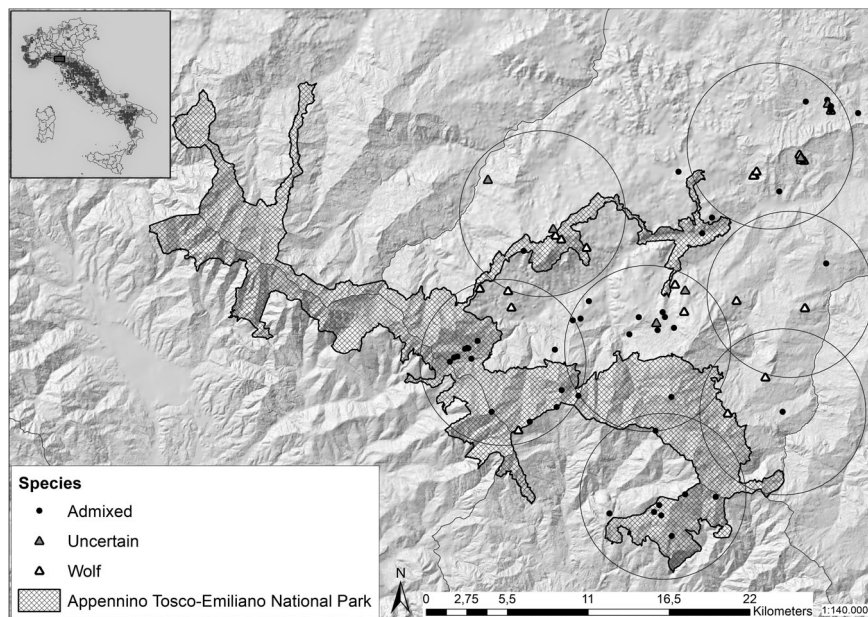 Species
Admixed
Uncertain
Wolf
Appennino Tosco-Emiliano National Park
N
0 2,75 5,5 11 16,5 22
Kilometers
1:140.000